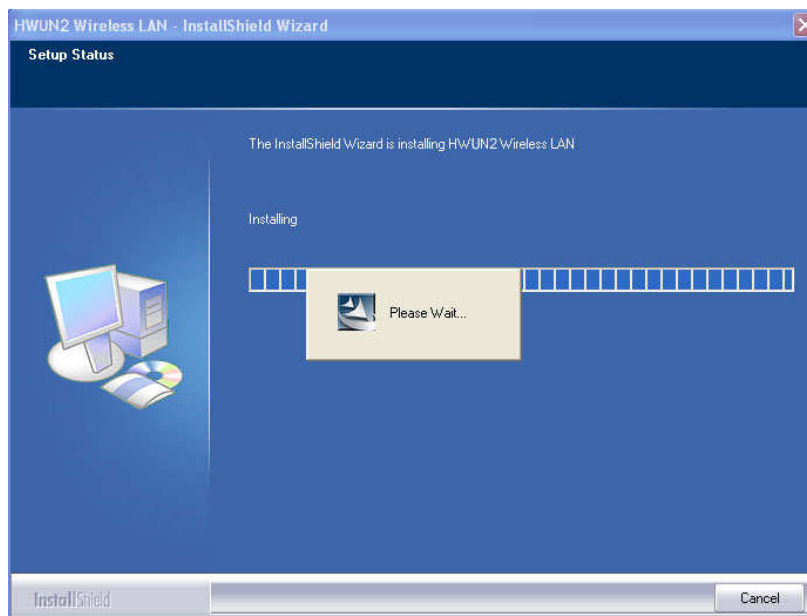 HWUN2 Wireless LAN - InstallShield Wizard
Setup Status
The InstallShield Wizard is installing HWUN2 Wireless LAN
Installing
Please Wait...
InstallShield
Cancel